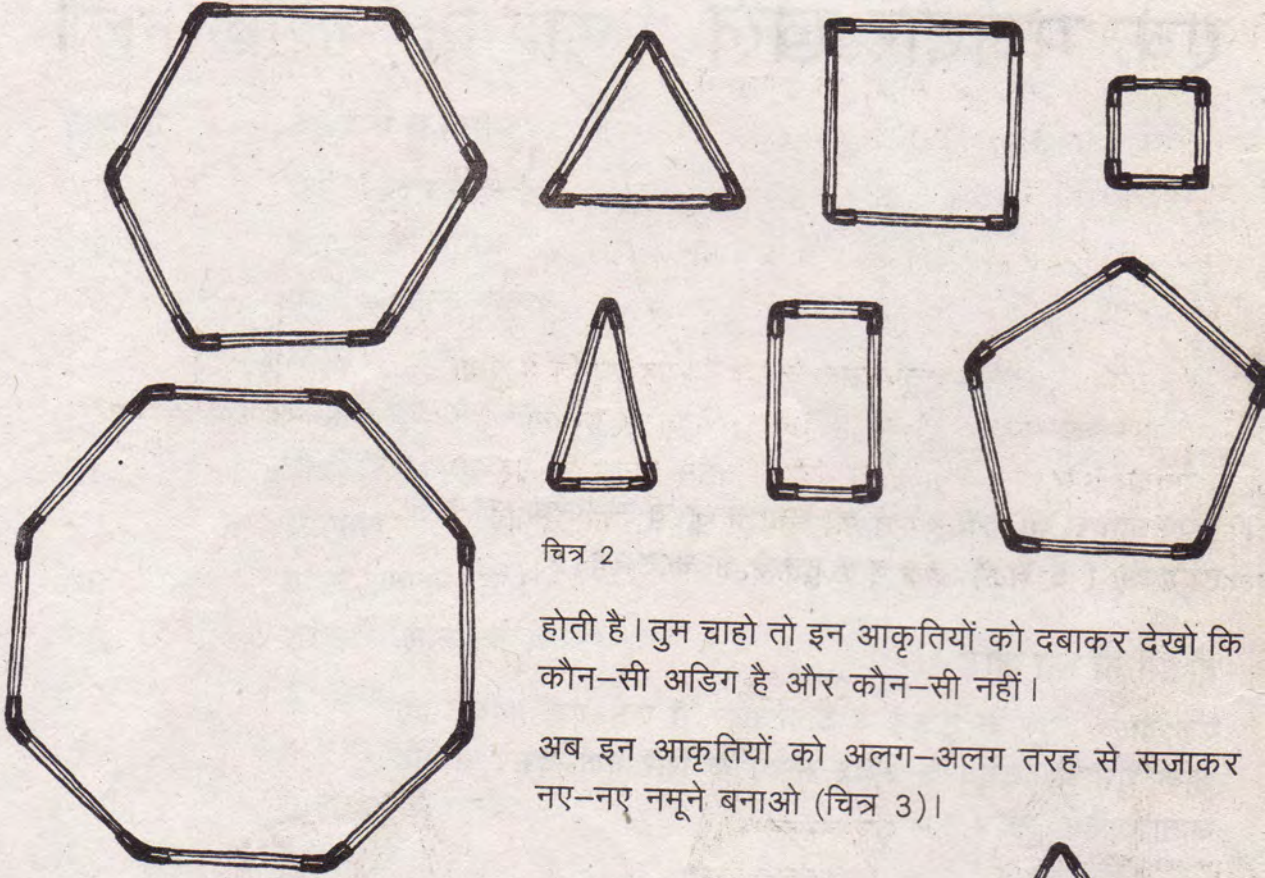 चित्र 2
होती है। तुम चाहो तो इन आकृतियों को दबाकर देखो कि
कौन–सी अडिग है और कौन–सी नहीं।
अब इन आकृतियों को अलग–अलग तरह से सजाकर
नए–नए नमूने बनाओ (चित्र 3)।